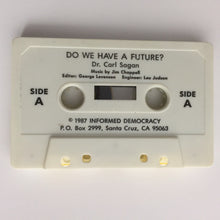 DO WE HAVE A FUTURE?
Dr. Carl Sagan
Music by Jim Chappell
Editor: George Levenson Engineer: Lee Judson
SIDE A
SIDE A
© 1987 INFORMED DEMOCRACY
P.O. Box 2999, Santa Cruz, CA 95063